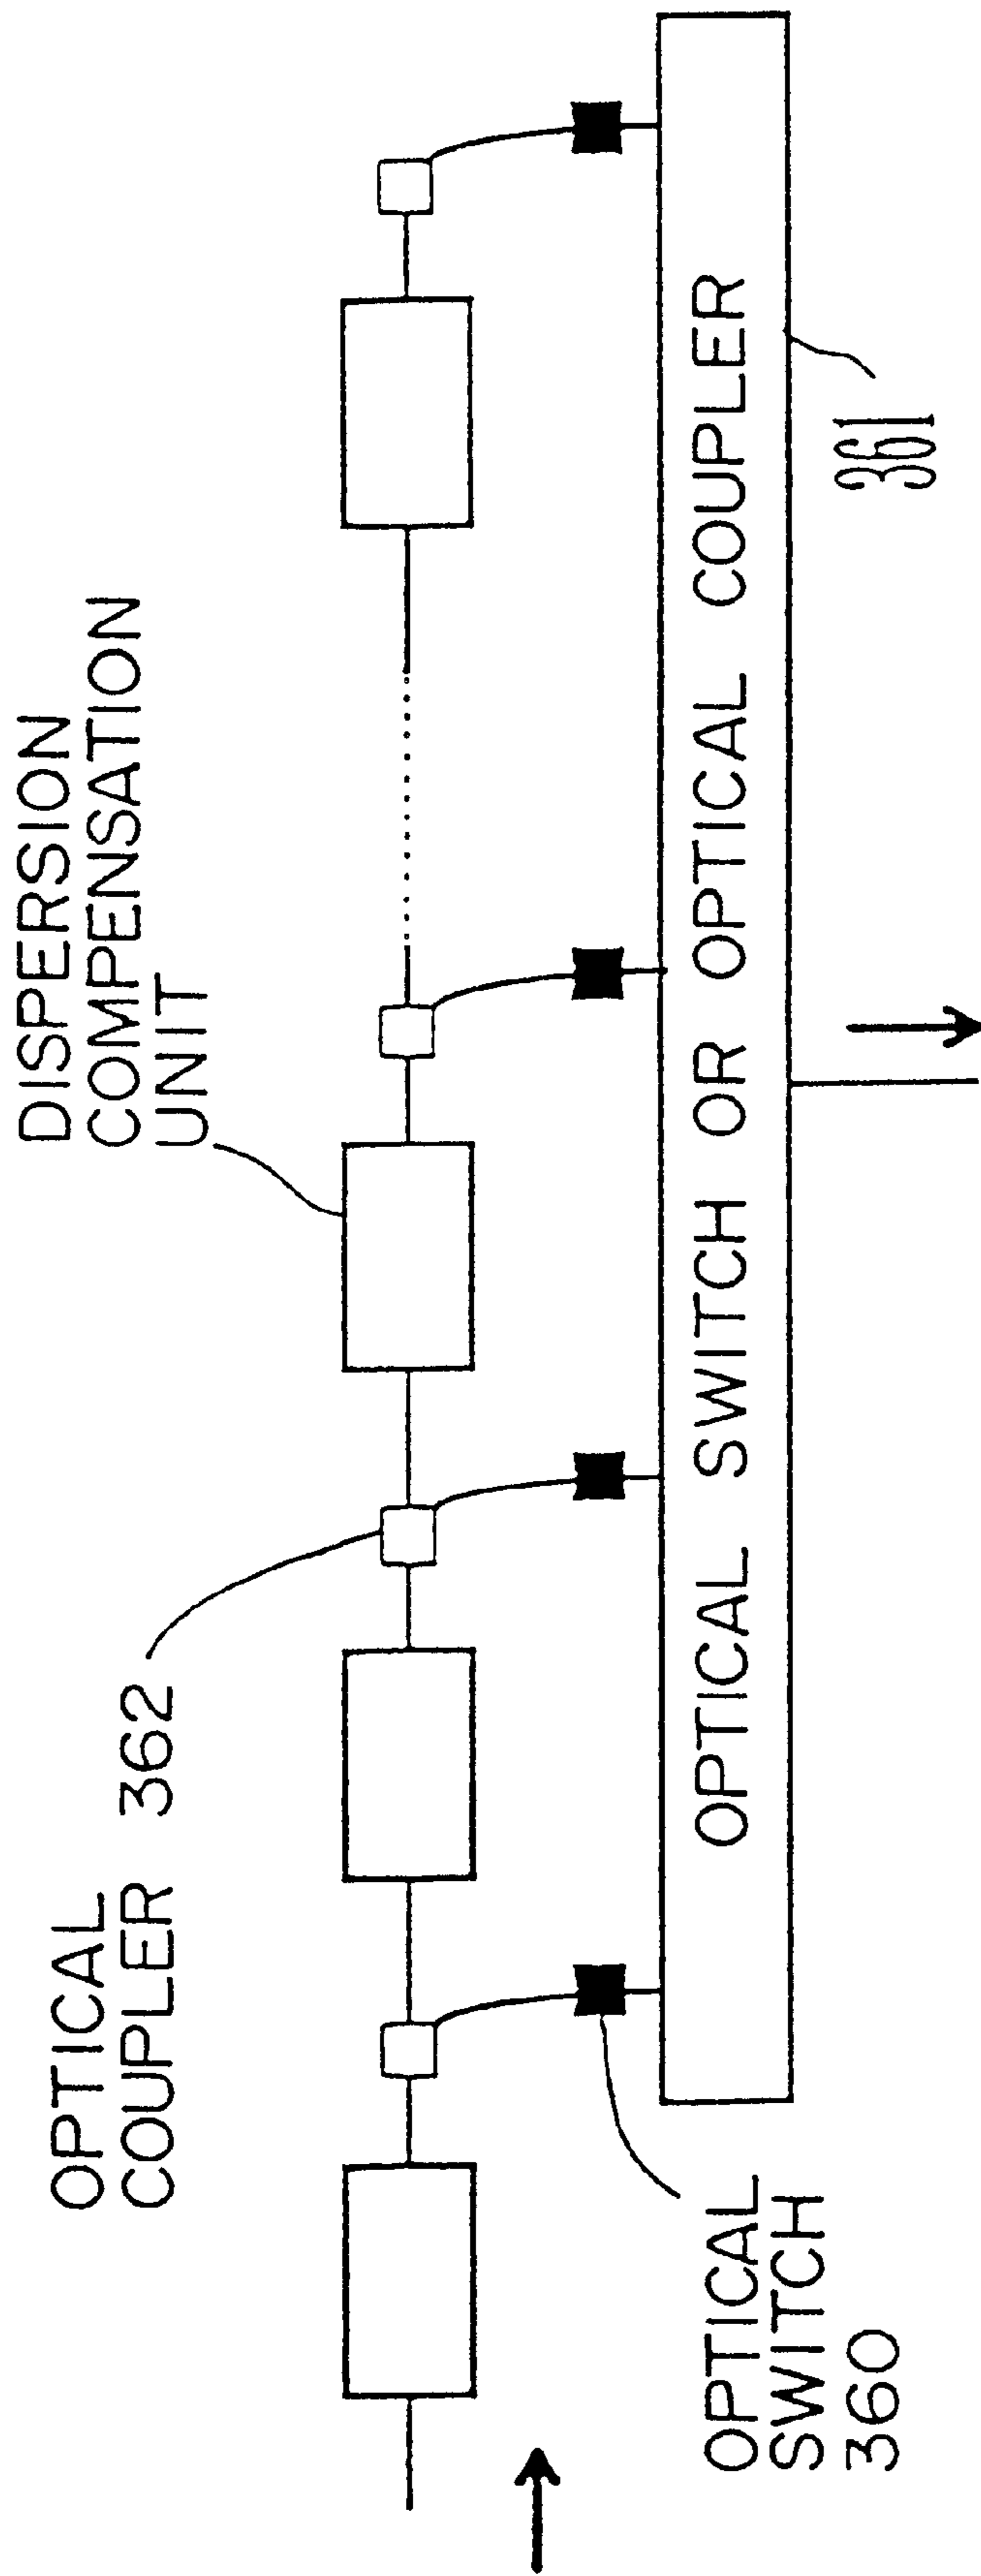 DISPERSION
COMPENSATION
UNIT
OPTICAL
COUPLER 362
OPTICAL SWITCH OR OPTICAL COUPLER
361
OPTICAL
SWITCH
360